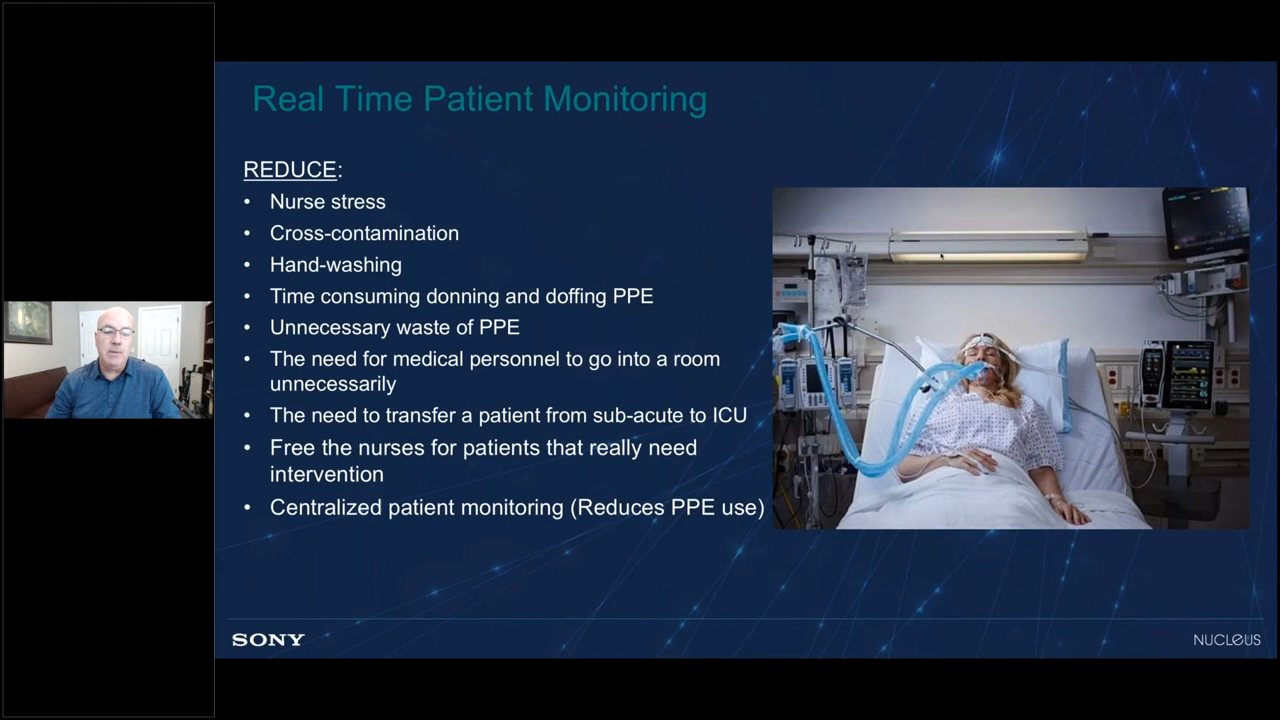 Real Time Patient Monitoring
REDUCE:
• Nurse stress
• Cross-contamination
• Hand-washing
• Time consuming donning and doffing PPE
• Unnecessary waste of PPE
• The need for medical personnel to go into a room
unnecessarily
• The need to transfer a patient from sub-acute to ICU
• Free the nurses for patients that really need
intervention
• Centralized patient monitoring (Reduces PPE use)
SONY
NUCLEUS